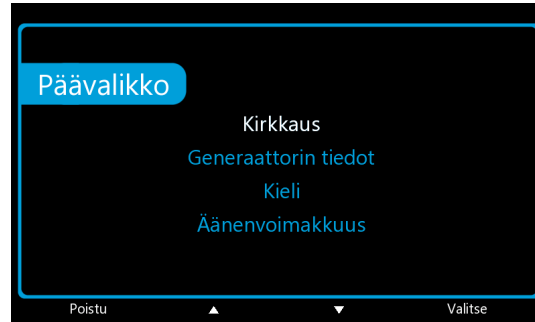 Päävalikko
Kirkkaus
Generaattorin tiedot
Kieli
Äänenvoimakkuus
Poistu ▲ ▼ Valitse